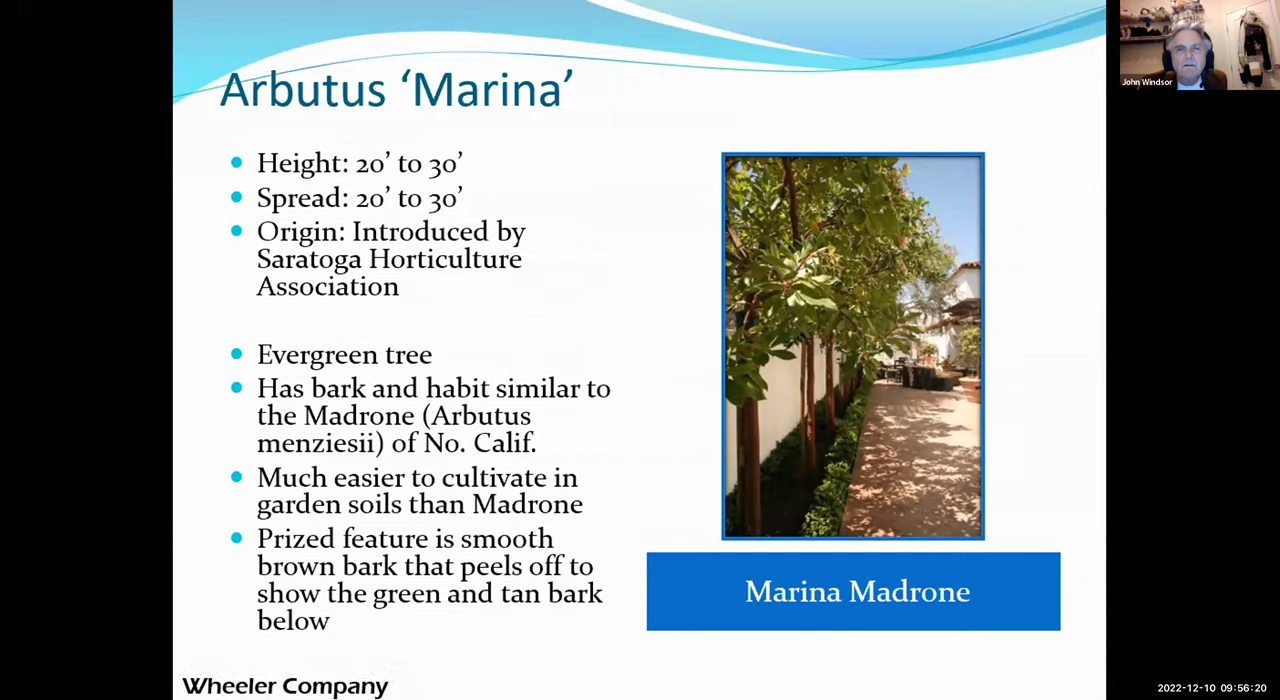 Arbutus ‘Marina’
Height: 20’ to 30’
Spread: 20’ to 30’
Origin: Introduced by
Saratoga Horticulture
Association
Evergreen tree
Has bark and habit similar to
the Madrone (Arbutus
menziesii) of No. Calif.
Much easier to cultivate in
garden soils than Madrone
Prized feature is smooth
brown bark that peels off to
show the green and tan bark
below
Marina Madrone
Wheeler Company
John Windsor
2022-12-10 09:56:20